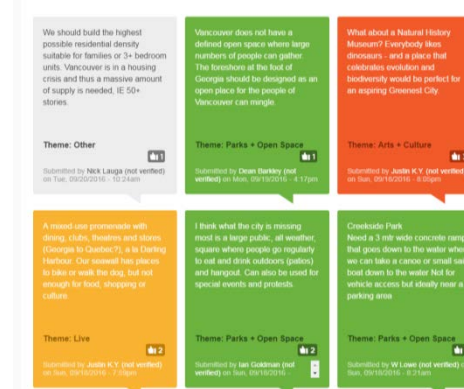 We should build the highest
possible residential density
suitable for families or 3+ bedroom
units. Vancouver is in a housing
crisis and thus a massive amount
of supply is needed, IE 50+
stories.
Theme: Other
1
Submitted by Nick Lauga (not verified)
on Tue, 09/20/2016 - 10:24am
Vancouver does not have a
defined open space where large
numbers of people can gather.
The foreshore at the foot of
Georgia should be designed as an
open place for the people of
Vancouver can mingle.
Theme: Parks + Open Space
1
Submitted by Dean Barkley (not
verified) on Mon, 09/19/2016 - 4:17pm
What about a Natural History
Museum? Everybody likes
dinosaurs - and a place that
celebrates evolution and
biodiversity would be perfect for
an aspiring Greenest City.
Theme: Arts + Culture
Submitted by Justin K.Y. (not verified)
on Sun, 09/18/2016 - 8:05pm
A mixed-use promenade with
dining, clubs, theatres and stores
(Georgia to Quebec?), a la Darling
Harbour. Our seawall has places
to bike or walk the dog, but not
enough for food, shopping or
culture.
Theme: Live
2
Submitted by Justin K.Y. (not verified)
on Sun, 09/18/2016 - 7:59pm
I think what the city is missing
most is a large public, all weather,
square where people go regularly
to eat and drink outdoors (patios)
and hangout. Can also be used for
special events and protests.
Theme: Parks + Open Space
2
Submitted by Ian Goldman (not
verified) on Sun, 09/18/2016 -
Creekside Park
Need a 3 mtr wide concrete ramp
that goes down to the water where
we can take a canoe or small sail
boat down to the water Not for
vehicle access but ideally near a
parking area
Theme: Parks + Open Space
Submitted by W Lowe (not verified)
Sun, 09/18/2016 - 6:21am